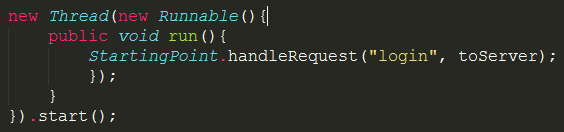 new Thread(new Runnable(){
    public void run(){
        StartingPoint.handleRequest("login", toServer);
        });
    }
}).start();